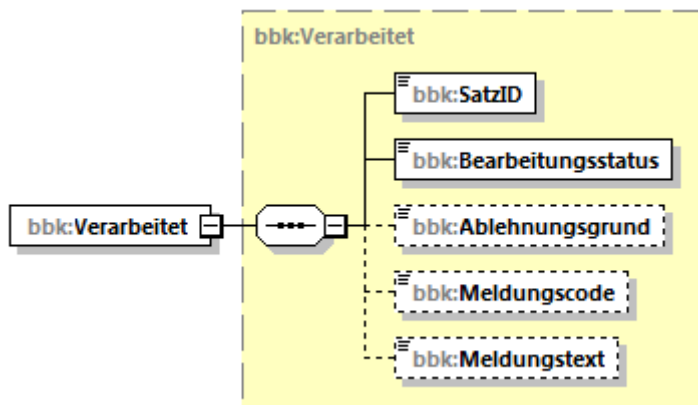 bbk:Verarbeitet
bbk:SatzID
bbk:Bearbeitungsstatus
bbk:Verarbeitet
bbk:Ablehnungsgrund
bbk:Meldungscode
bbk:Meldungstext